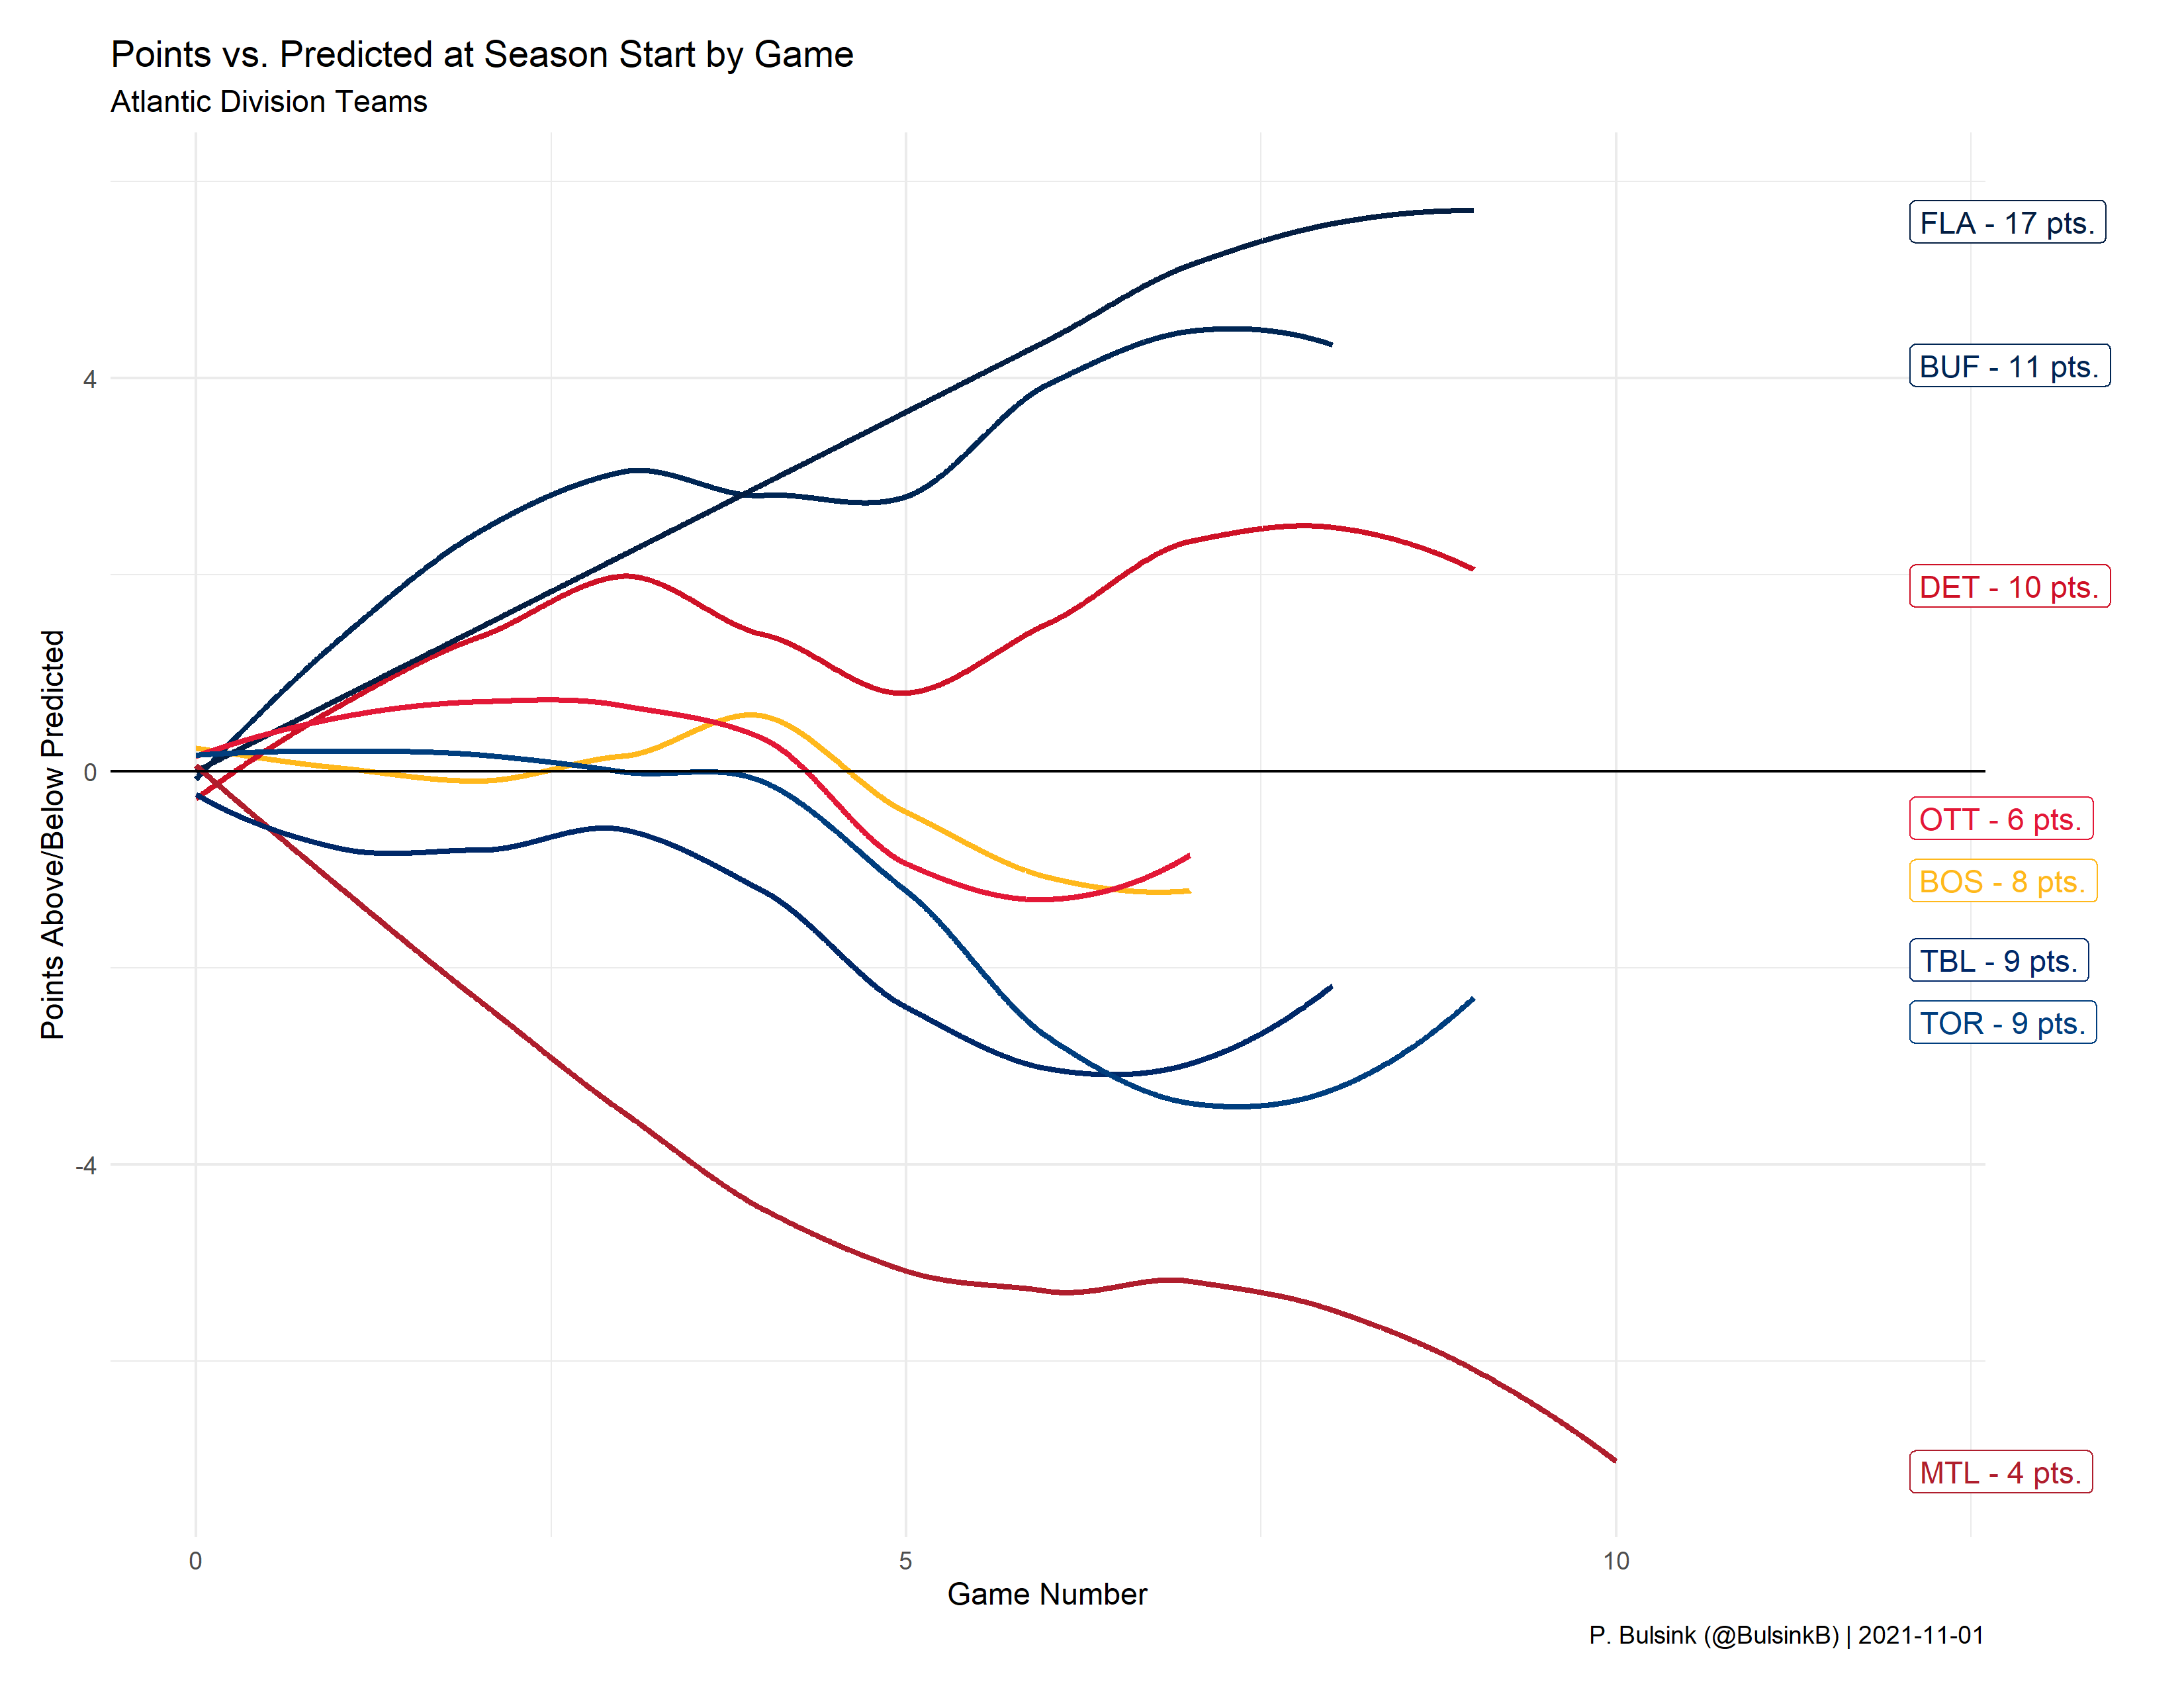 Points vs. Predicted at Season Start by Game
Atlantic Division Teams
Points Above/Below Predicted
4
0
-4
FLA - 17 pts.
BUF - 11 pts.
DET - 10 pts.
OTT - 6 pts.
BOS - 8 pts.
TBL - 9 pts.
TOR - 9 pts.
MTL - 4 pts.
0
5
10
Game Number
P. Bulsink (@BulsinkB) | 2021-11-01